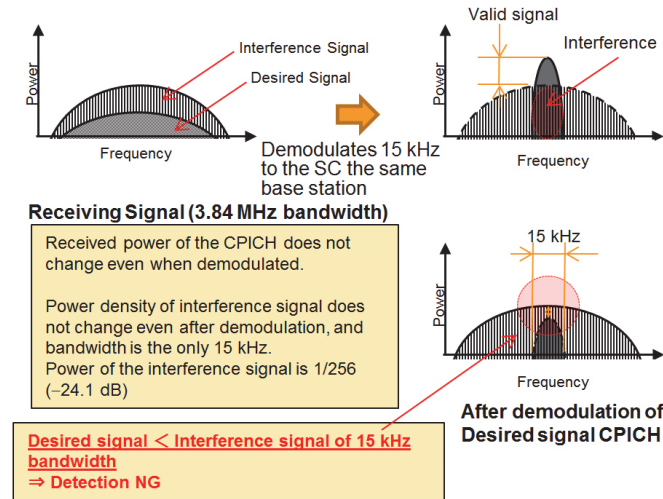 Power
Interference Signal
Desired Signal
Frequency
Demodulates 15 kHz
to the SC the same
base station
Valid signal
Interference
Power
Frequency
Receiving Signal (3.84 MHz bandwidth)
Received power of the CPICH does not
change even when demodulated.
Power density of interference signal does
not change even after demodulation, and
bandwidth is the only 15 kHz.
Power of the interference signal is 1/256
(−24.1 dB)
15 kHz
Power
Frequency
After demodulation of
Desired signal CPICH
Desired signal < Interference signal of 15 kHz
bandwidth
⇒ Detection NG